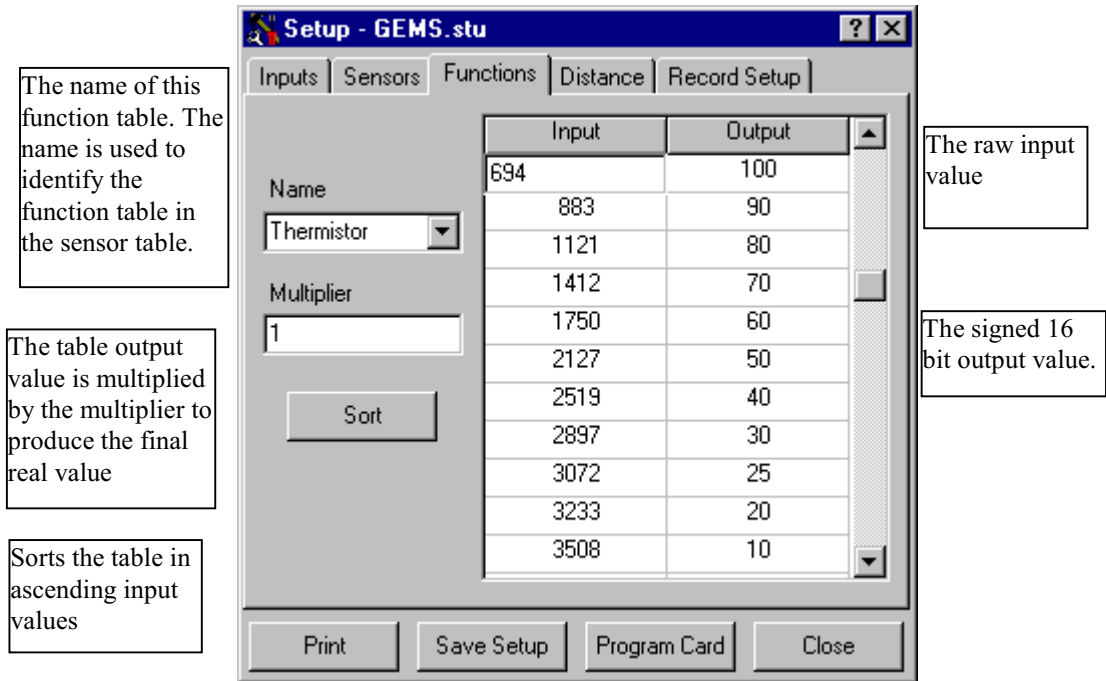 Setup - GEMS.stu
Inputs Sensors Functions Distance Record Setup
The name of this
function table. The
name is used to
identify the
function table in
the sensor table.
The table output
value is multiplied
by the multiplier to
produce the final
real value
Sorts the table in
ascending input
values
Name
Thermistor
Multiplier
1
Sort
Input Output
694 100
883 90
1121 80
1412 70
1750 60
2127 50
2519 40
2897 30
3072 25
3233 20
3508 10
The raw input
value
The signed 16
bit output value.
Print Save Setup Program Card Close